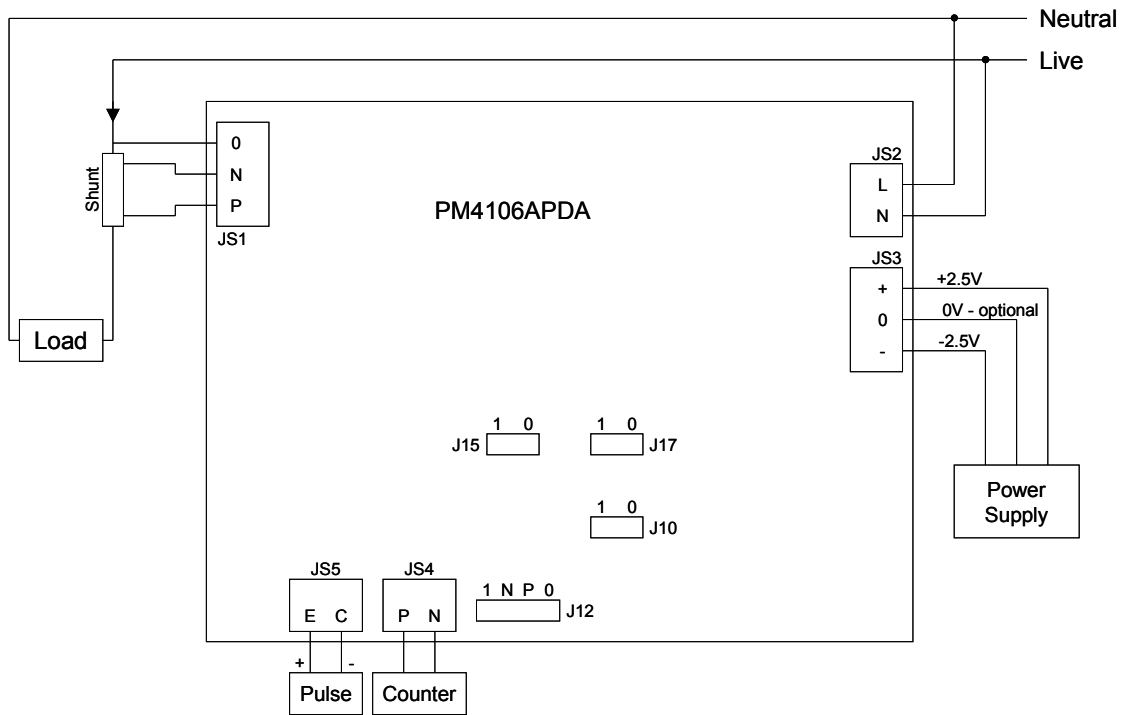 Neutral
Live
0
N
P
JS1
Shunt
PM4106APDA
JS2
L
N
JS3
+
0
-
+2.5V
0V - optional
-2.5V
Load
1 0
J15
1 0
J17
1 0
J10
Power
Supply
JS5
E C
JS4
P N
1 N P 0
J12
+ -
Pulse
Counter